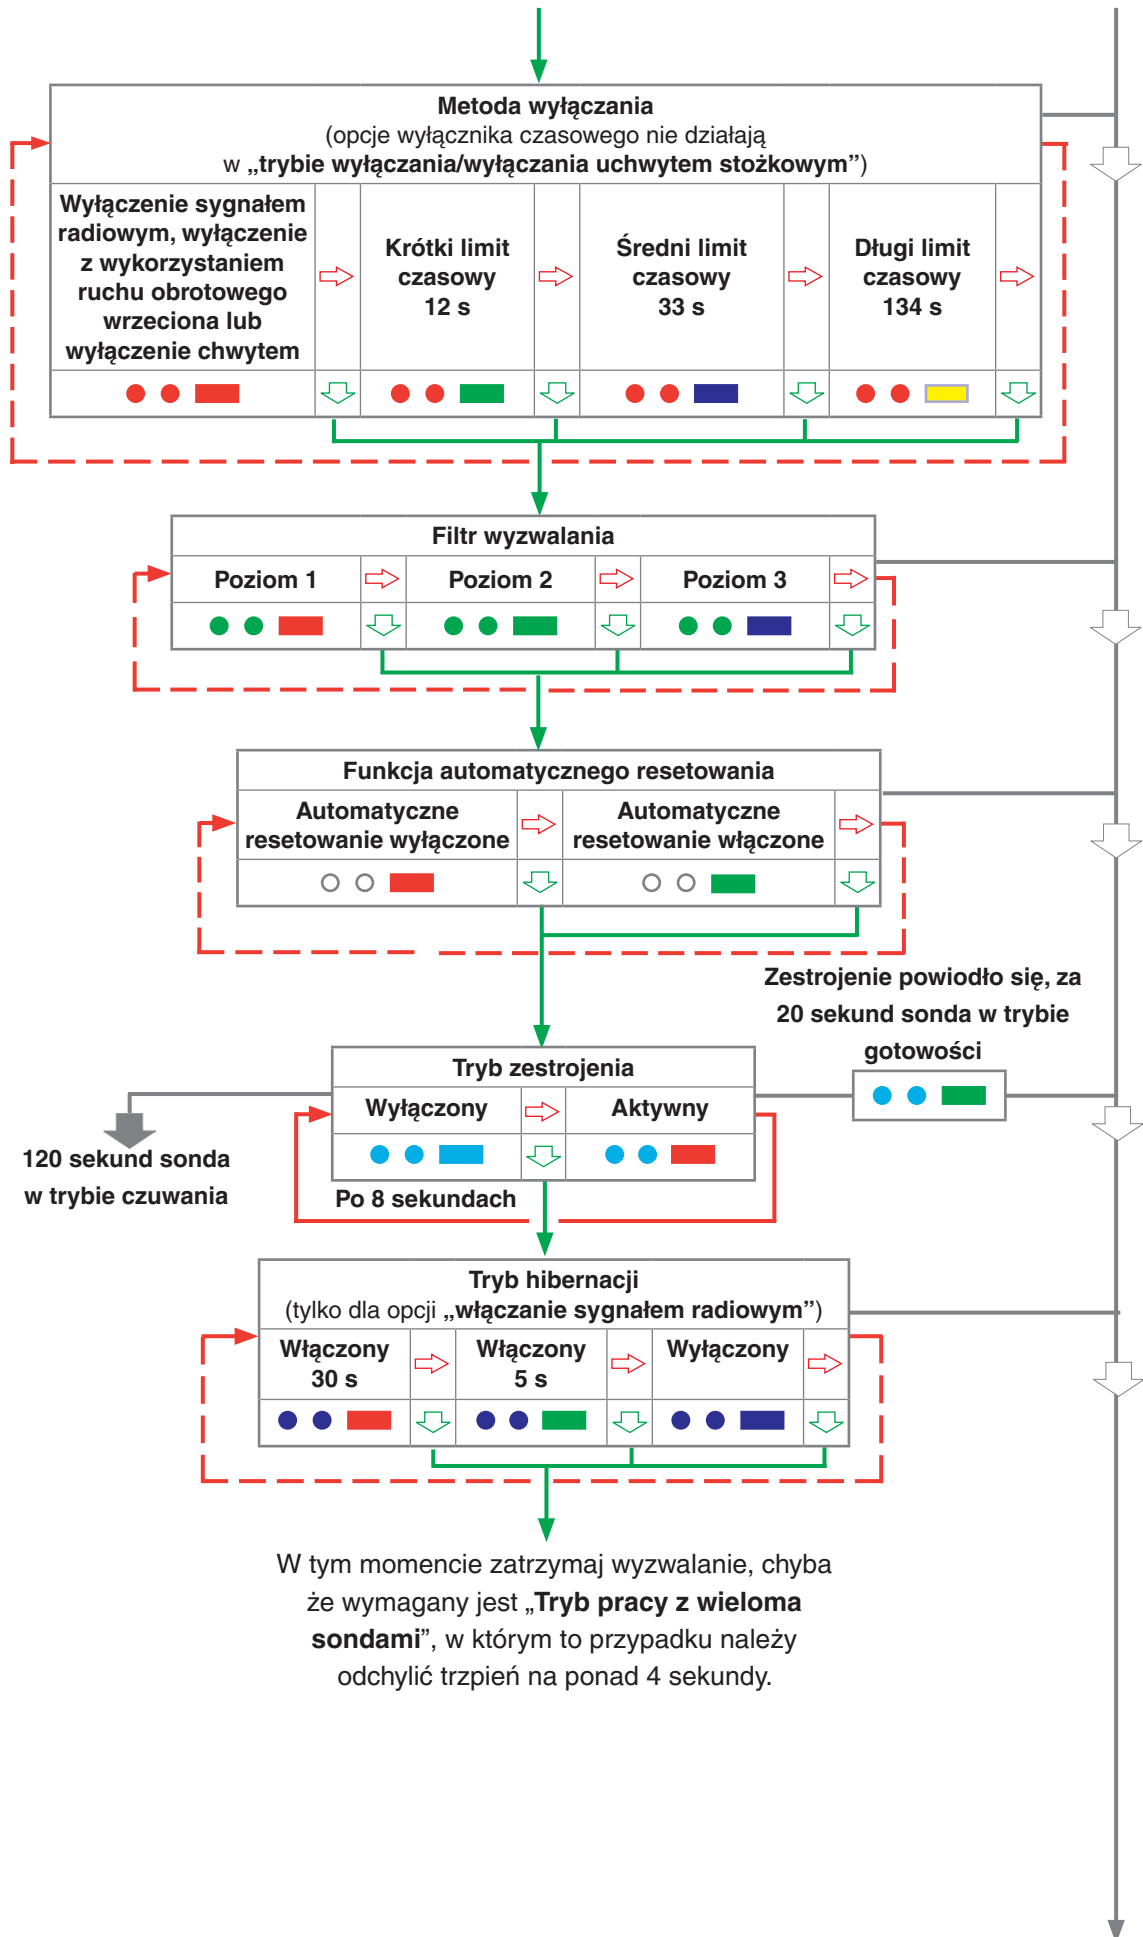 Metoda wyłączania
(opcje wyłącznika czasowego nie działają
w „trybie wyłączania/wyłączania uchwytem stożkowym”)
Wyłączenie sygnałem
radiowym, wyłączenie
z wykorzystaniem
ruchu obrotowego
wrzeciona lub
wyłączenie chwytem
Krótki limit
czasowy
12 s
Średni limit
czasowy
33 s
Długi limit
czasowy
134 s
Filtr wyzwalania
Poziom 1
Poziom 2
Poziom 3
Funkcja automatycznego resetowania
Automatyczne
resetowanie wyłączone
Automatyczne
resetowanie włączone
Zestrojenie powiodło się, za
20 sekund sonda w trybie
gotowości
Tryb zestrojenia
Wyłączony
Aktywny
120 sekund sonda
w trybie czuwania
Po 8 sekundach
Tryb hibernacji
(tylko dla opcji „włączanie sygnałem radiowym”)
Włączony
30 s
Włączony
5 s
Wyłączony
W tym momencie zatrzymaj wyzwalanie, chyba
że wymagany jest „Tryb pracy z wieloma
sondami”, w którym to przypadku należy
odchylić trzpień na ponad 4 sekundy.